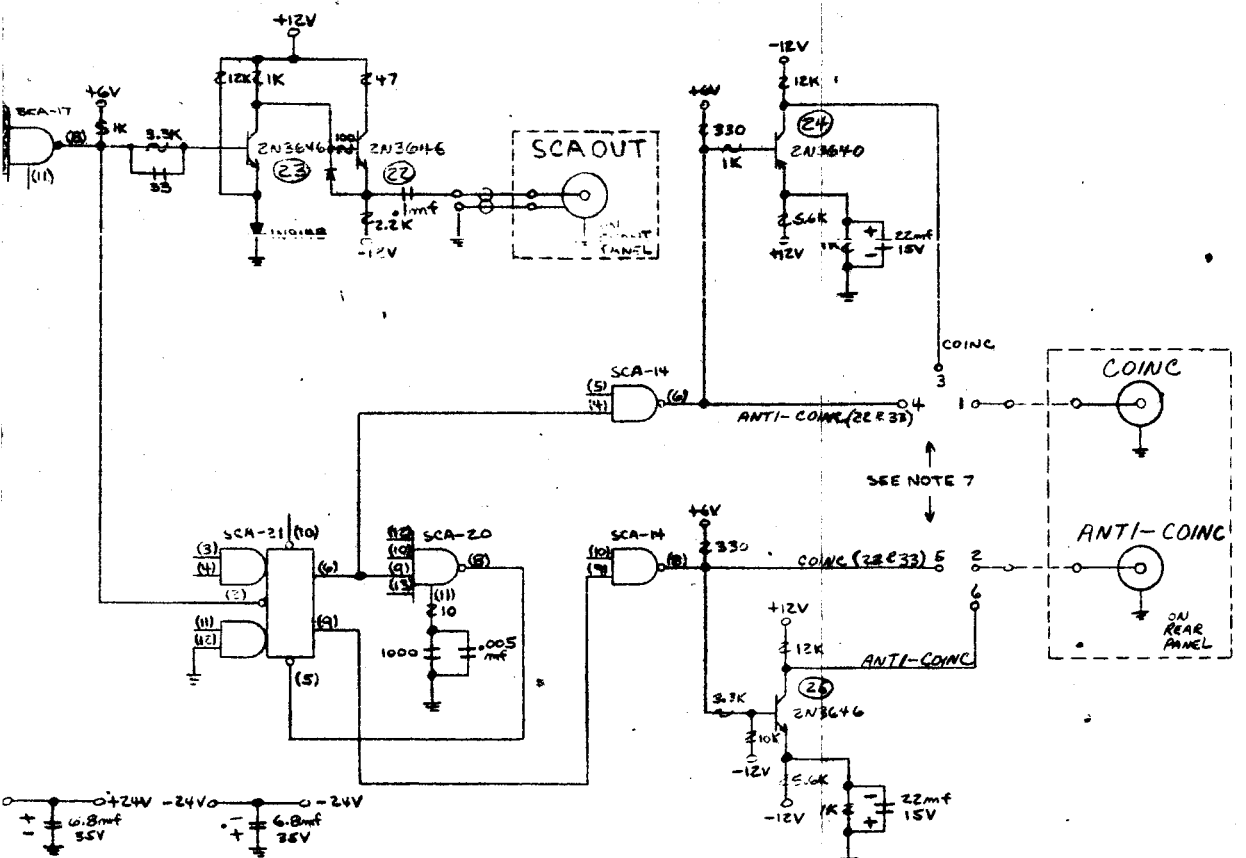 +12V
-12V
12K
1K
47
12K
+6V
+6V
SCA-17
1K
(8)
3.3K
33
(11)
2N3646
(23)
100
2N3646
(22)
1mf
2.2K
-12V
SCA OUT
ON
PANEL
330
1K
(24)
2N3640
5.6K
+12V
1K
+
-
22mf
15V
COINC
3
SCA-14
(5)
(4)
(6)
4
1
ANTI-COINC (22 & 33)
COINC
SEE NOTE 7
SCA-21
(10)
(3)
(4)
(2)
(11)
(12)
(6)
(9)
(5)
SCA-20
(12)
(10)
(9)
(13)
(8)
(11)
10
1000
.005
mf
SCA-14
(10)
(9)
(8)
+6V
330
COINC (22 & 33)
5
2
6
ANTI-COINC
ON
REAR
PANEL
+12V
12K
ANTI-COINC
(26)
2N3646
3.3K
10K
-12V
5.6K
-12V
1K
-
+
22mf
15V
+24V
-24V
-24V
+
-
6.8mf
35V
-
+
6.8mf
35V